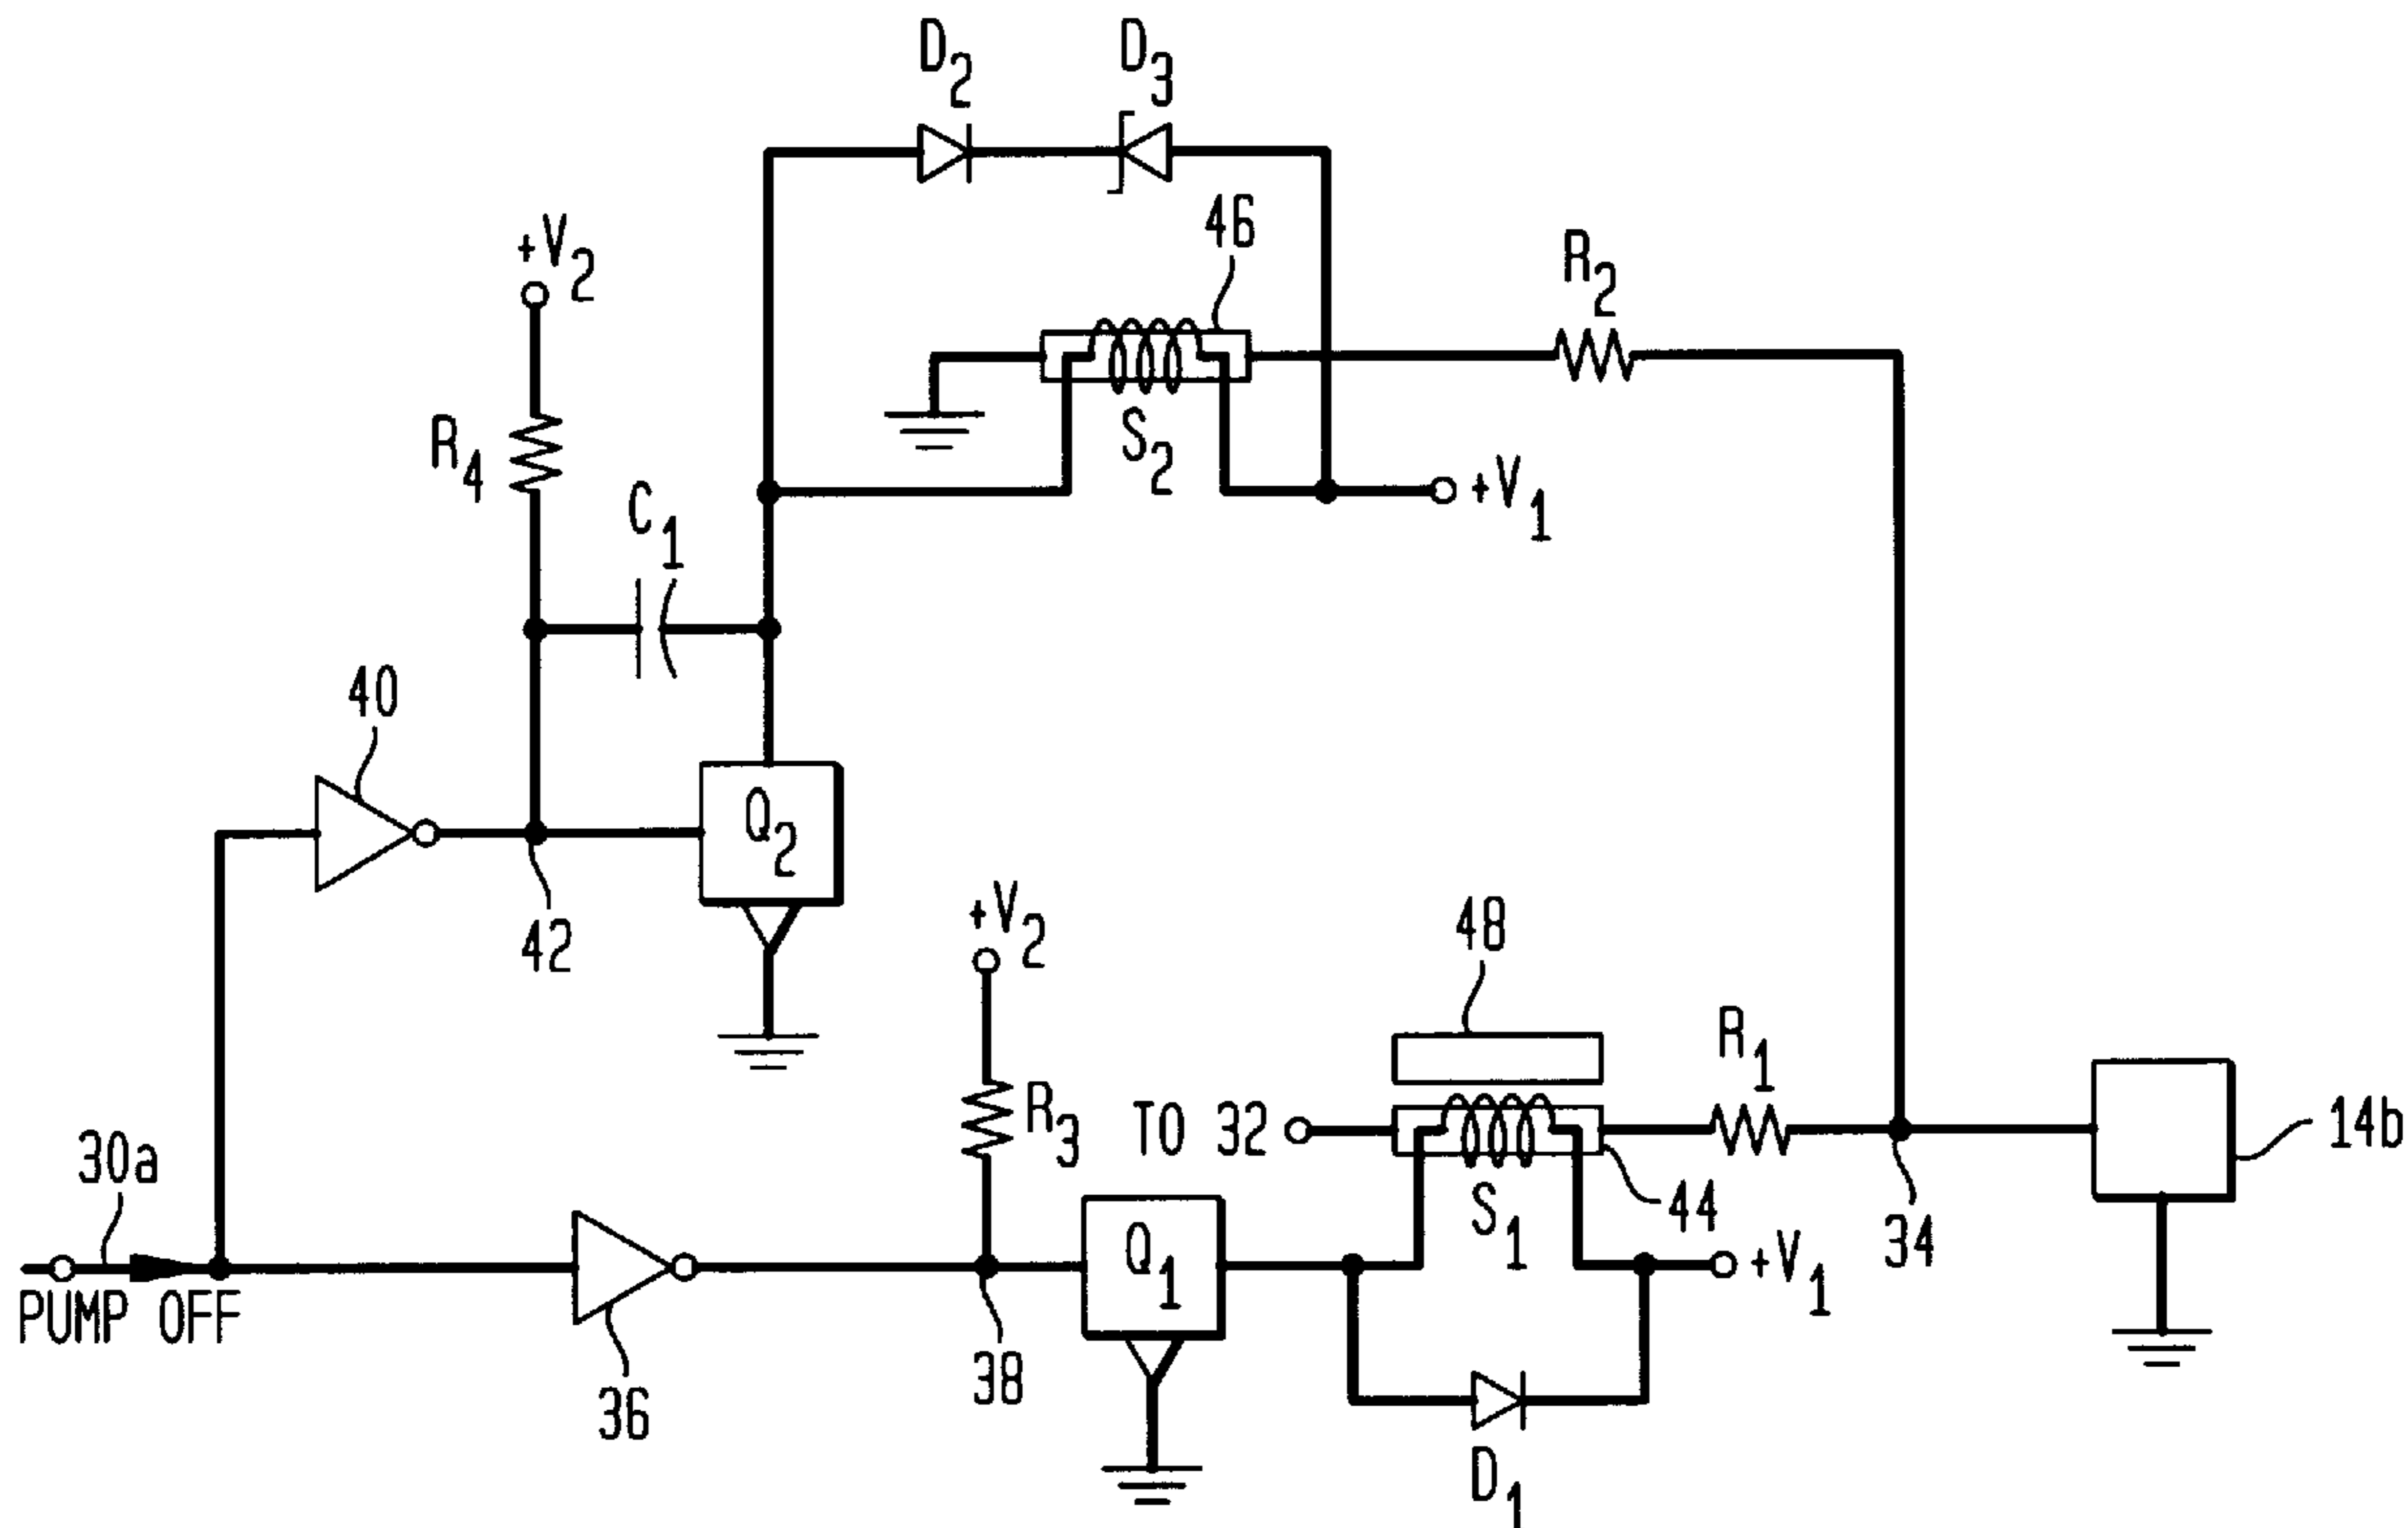 D2
D3
46
+V2
R2
R4
S2
C1
+V1
40
Q2
42
+V2
48
R1
R3
TO 32
14b
30a
S1
44
34
Q1
+V1
PUMP OFF
36
38
D1